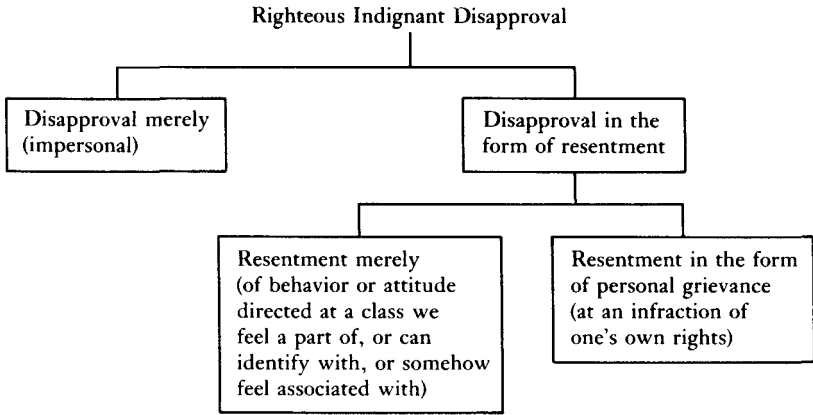 Righteous Indignant Disapproval
Disapproval merely
(impersonal)
Disapproval in the
form of resentment
Resentment merely
(of behavior or attitude
directed at a class we
feel a part of, or can
identify with, or somehow
feel associated with)
Resentment in the form
of personal grievance
(at an infraction of
one's own rights)